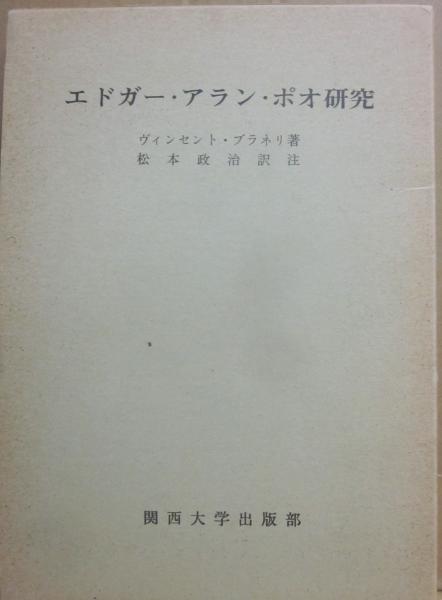 エドガー・アラン・ポオ研究
ヴィンセント・ブラネリ著
松本政治訳注
関西大学出版部